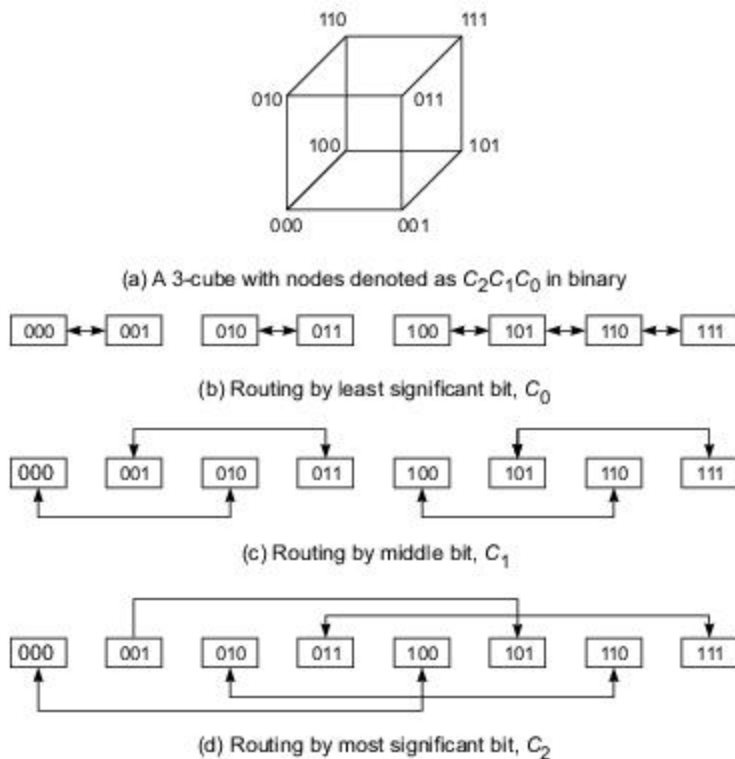 110 111
010 011
100 101
000 001
(a) A 3-cube with nodes denoted as C2C1C0 in binary
000 001 010 011 100 101 110 111
(b) Routing by least significant bit, C0
000 001 010 011 100 101 110 111
(c) Routing by middle bit, C1
000 001 010 011 100 101 110 111
(d) Routing by most significant bit, C2